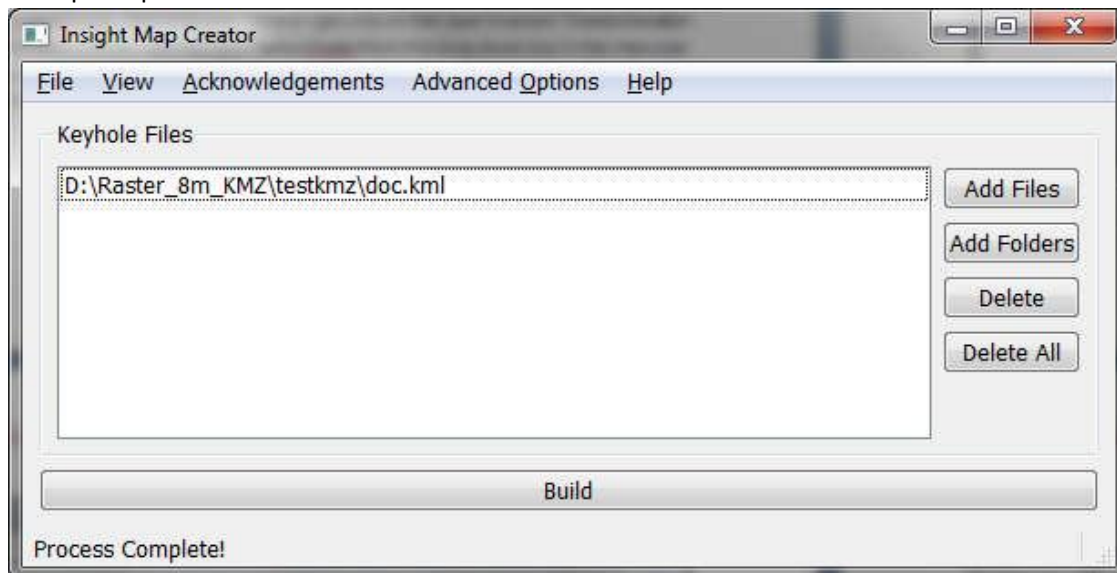 Insight Map Creator
File View Acknowledgements Advanced Options Help
Keyhole Files
D:\Raster_8m_KMZ\testkmz\doc.kml
Add Files
Add Folders
Delete
Delete All
Build
Process Complete!